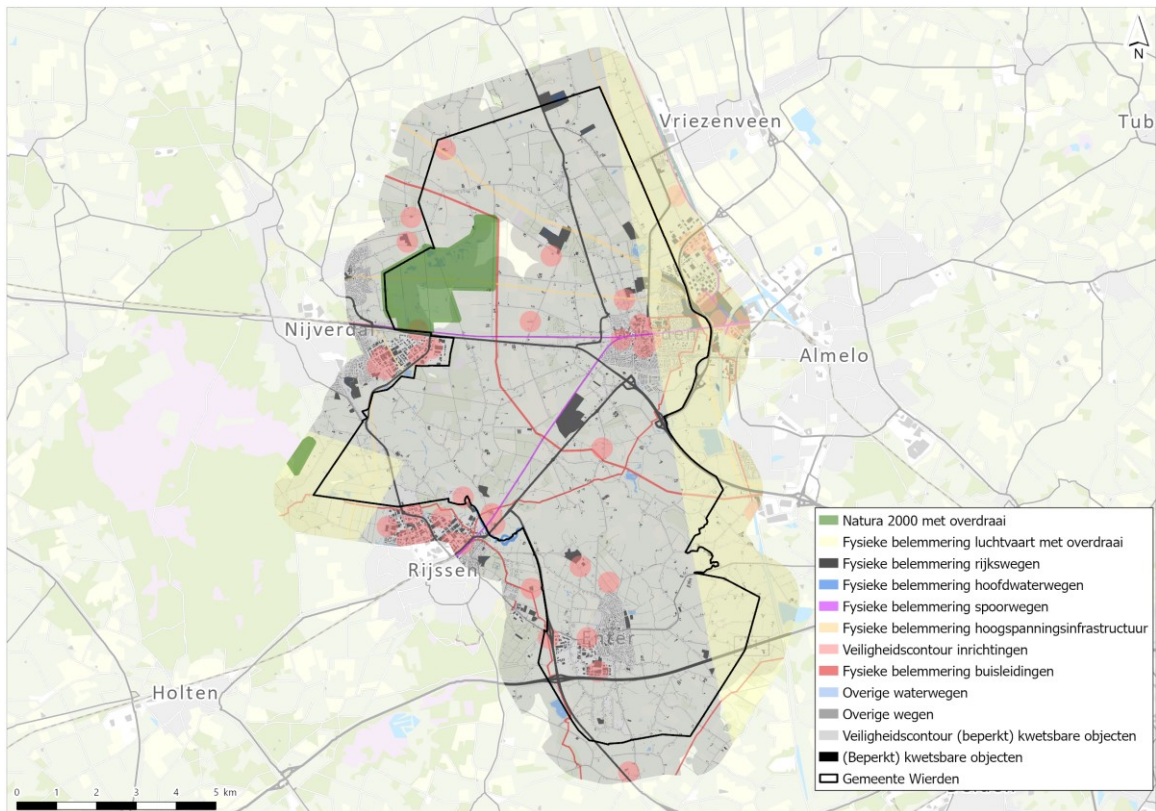 N
Vriezenveen
Tub
Nijverda
Almelo
Rijssen
Enter
Holten
Natura 2000 met overdraai
Fysieke belemmering luchtvaart met overdraai
Fysieke belemmering rijkswegen
Fysieke belemmering hoofdwaterwegen
Fysieke belemmering spoorwegen
Fysieke belemmering hoogspanningsinfrastructuur
Veiligheidscontour inrichtingen
Fysieke belemmering buisleidingen
Overige waterwegen
Overige wegen
Veiligheidscontour (beperkt) kwetsbare objecten
(Beperkt) kwetsbare objecten
Gemeente Wierden
0 1 2 3 4 5 km